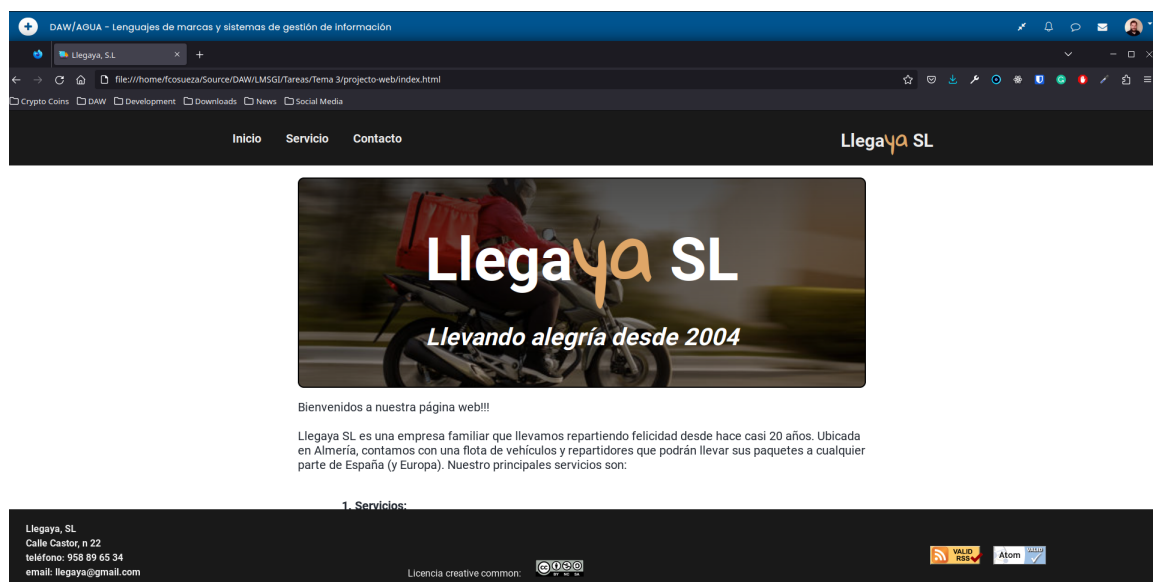 DAW/AGUA - Lenguajes de marcas y sistemas de gestión de información
Llegaya, S.L
file:///home/fcosueza/Source/DAW/LMSGI/Tareas/Tema 3/projecto-web/index.html
Crypto Coins DAW Development Downloads News Social Media
Inicio Servicio Contacto Llegaya SL
Llegaya SL
Llevando alegría desde 2004
Bienvenidos a nuestra página web!!!
Llegaya SL es una empresa familiar que llevamos repartiendo felicidad desde hace casi 20 años. Ubicada
en Almería, contamos con una flota de vehículos y repartidores que podrán llevar sus paquetes a cualquier
parte de España (y Europa). Nuestro principales servicios son:
1. Servicios:
Llegaya, SL
Calle Castor, n 22
teléfono: 958 89 65 34
email: llegaya@gmail.com
Licencia creative common:
CC BY NC SA
VALID
RSS
Atom VALID